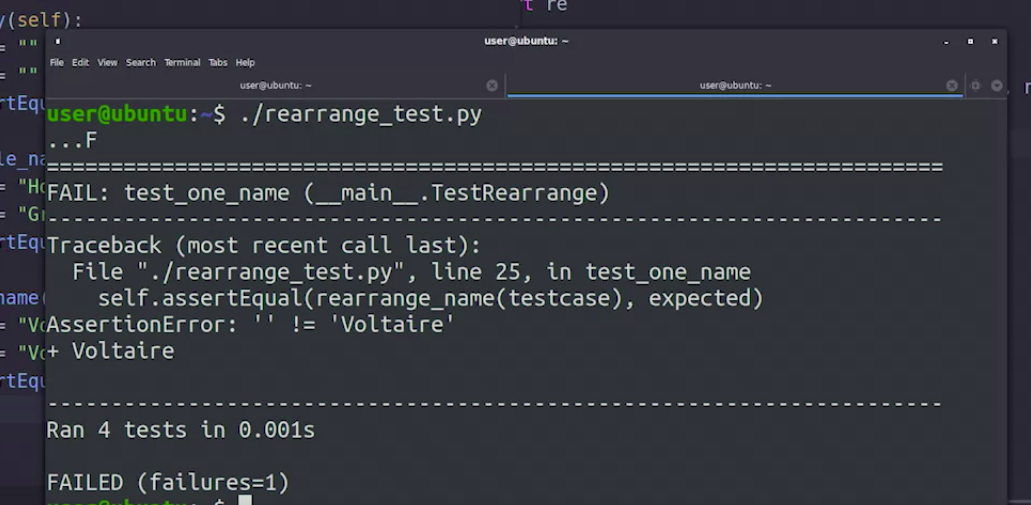 t re
y(self):
= ""
= ""
rtEqu
le_na
= "Ho
= "Gr
rtEqu
name(
= "Vo
= "Vo
rtEqu
user@ubuntu: ~
File Edit View Search Terminal Tabs Help
user@ubuntu: ~ user@ubuntu: ~
user@ubuntu:~$ ./rearrange_test.py
...F
======================================================================
FAIL: test_one_name (__main__.TestRearrange)
----------------------------------------------------------------------
Traceback (most recent call last):
  File "./rearrange_test.py", line 25, in test_one_name
    self.assertEqual(rearrange_name(testcase), expected)
AssertionError: '' != 'Voltaire'
+ Voltaire

----------------------------------------------------------------------
Ran 4 tests in 0.001s

FAILED (failures=1)